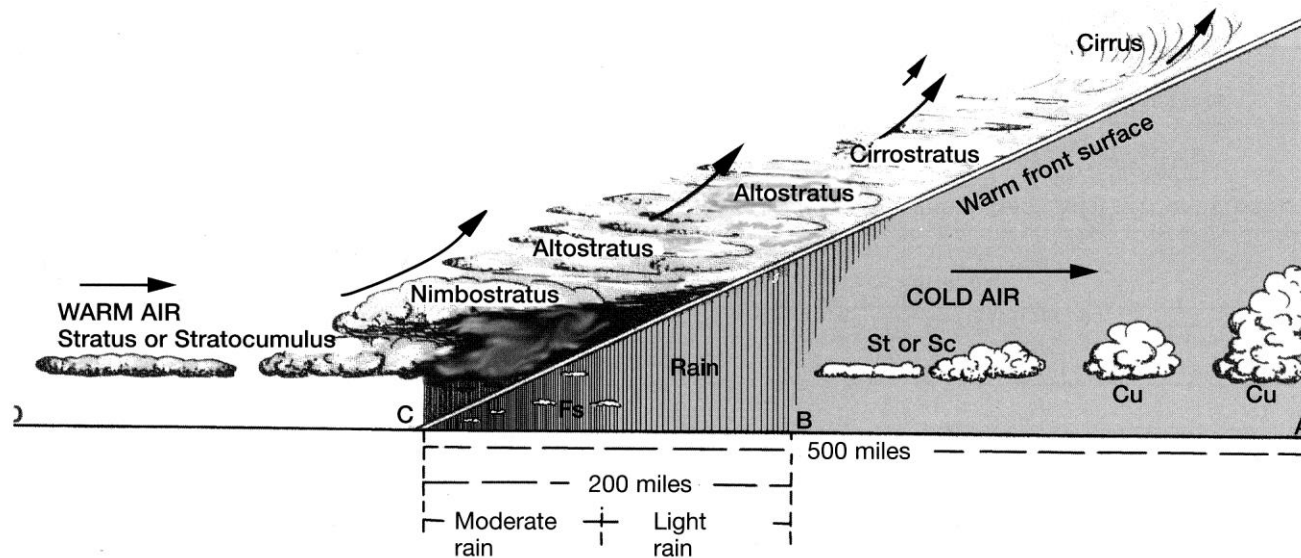 Cirrus
Cirrostratus
Warm front surface
Altostratus
Altostratus
Nimbostratus
WARM AIR
Stratus or Stratocumulus
COLD AIR
St or Sc
Rain
Fs
Cu
Cu
C
B
500 miles
200 miles
Moderate
rain
Light
rain